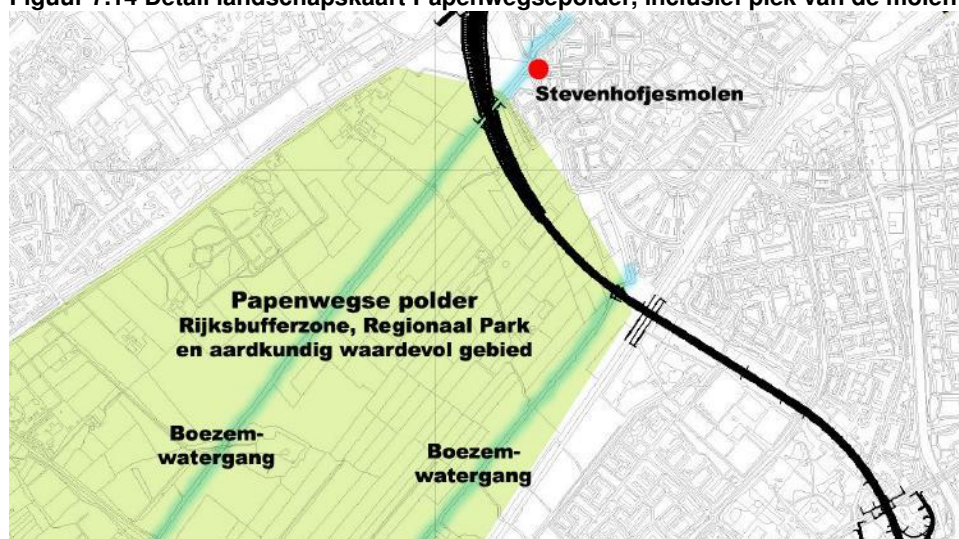 Figuur 7.14 Detail landschapskaart Papenwegsepolder, inclusief plek van de molen
Stevenhofjesmolen
Papenwegse polder
Rijksbufferzone, Regionaal Park
en aardkundig waardevol gebied
Boezem-
watergang
Boezem-
watergang